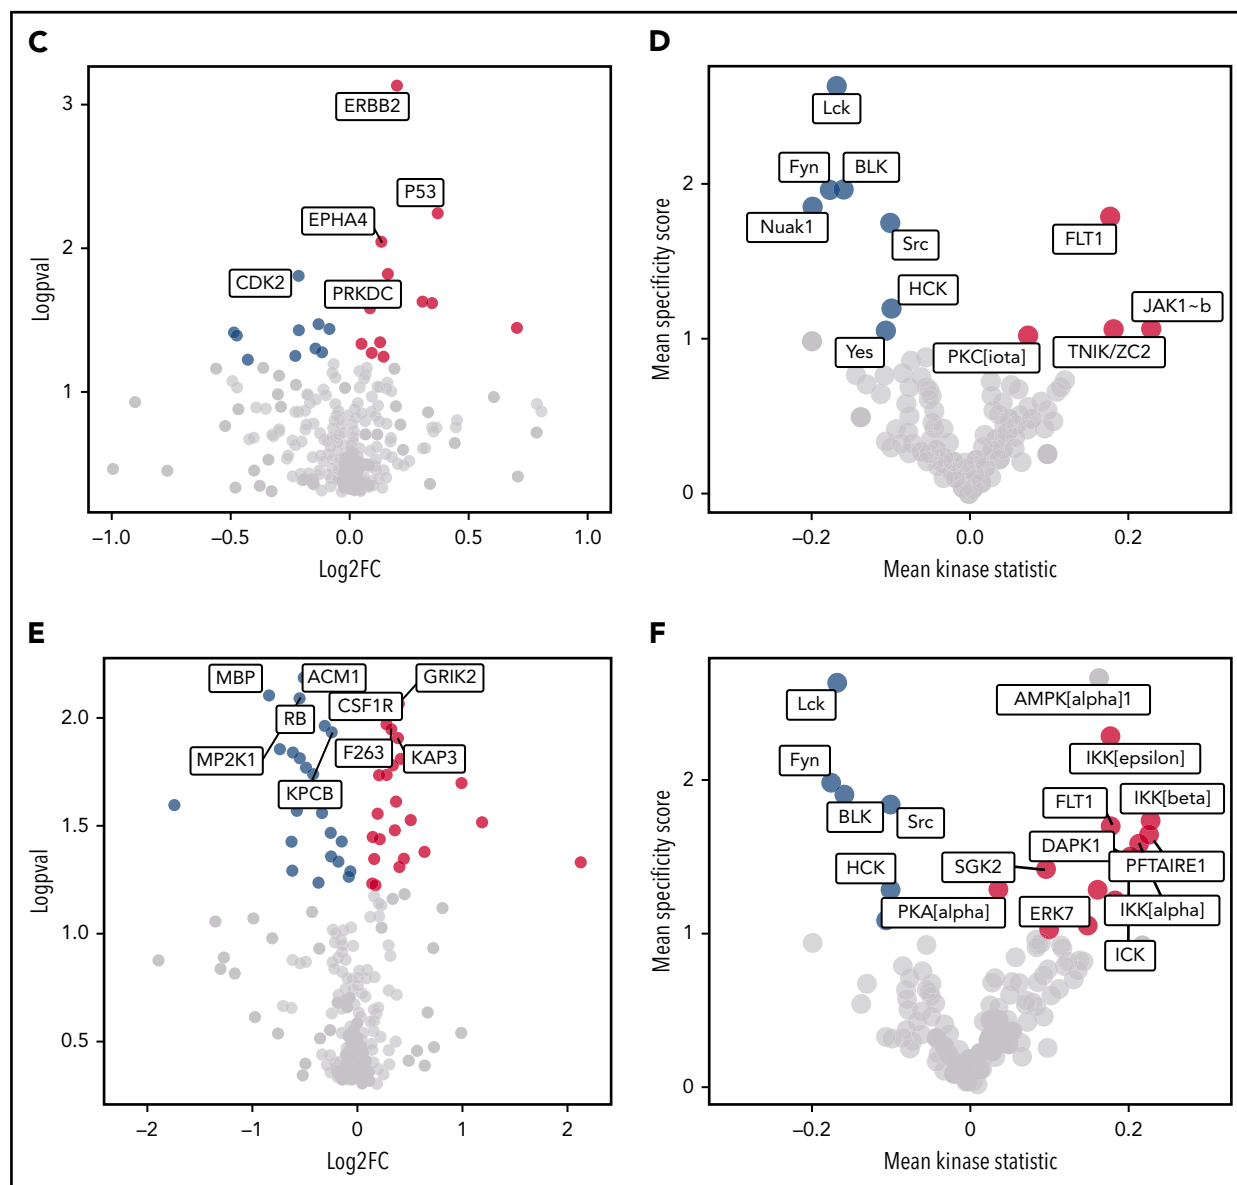 C
3
2
1
Logpval
ERBB2
P53
EPHA4
CDK2
PRKDC
–1.0
–0.5
0.0
0.5
1.0
Log2FC
D
2
1
0
Mean specificity score
Lck
Fyn
BLK
Nuak1
Src
FLT1
HCK
JAK1~b
Yes
PKC[iota]
TNIK/ZC2
–0.2
0.0
0.2
Mean kinase statistic
E
2.0
1.5
1.0
0.5
Logpval
MBP
ACM1
GRIK2
CSF1R
RB
MP2K1
F263
KAP3
KPCB
–2
–1
0
1
2
Log2FC
F
2
1
0
Mean specificity score
Lck
AMPK[alpha]1
Fyn
IKK[epsilon]
BLK
Src
FLT1
IKK[beta]
DAPK1
HCK
SGK2
PFTAIRE1
PKA[alpha]
ERK7
IKK[alpha]
ICK
–0.2
0
0.2
Mean kinase statistic